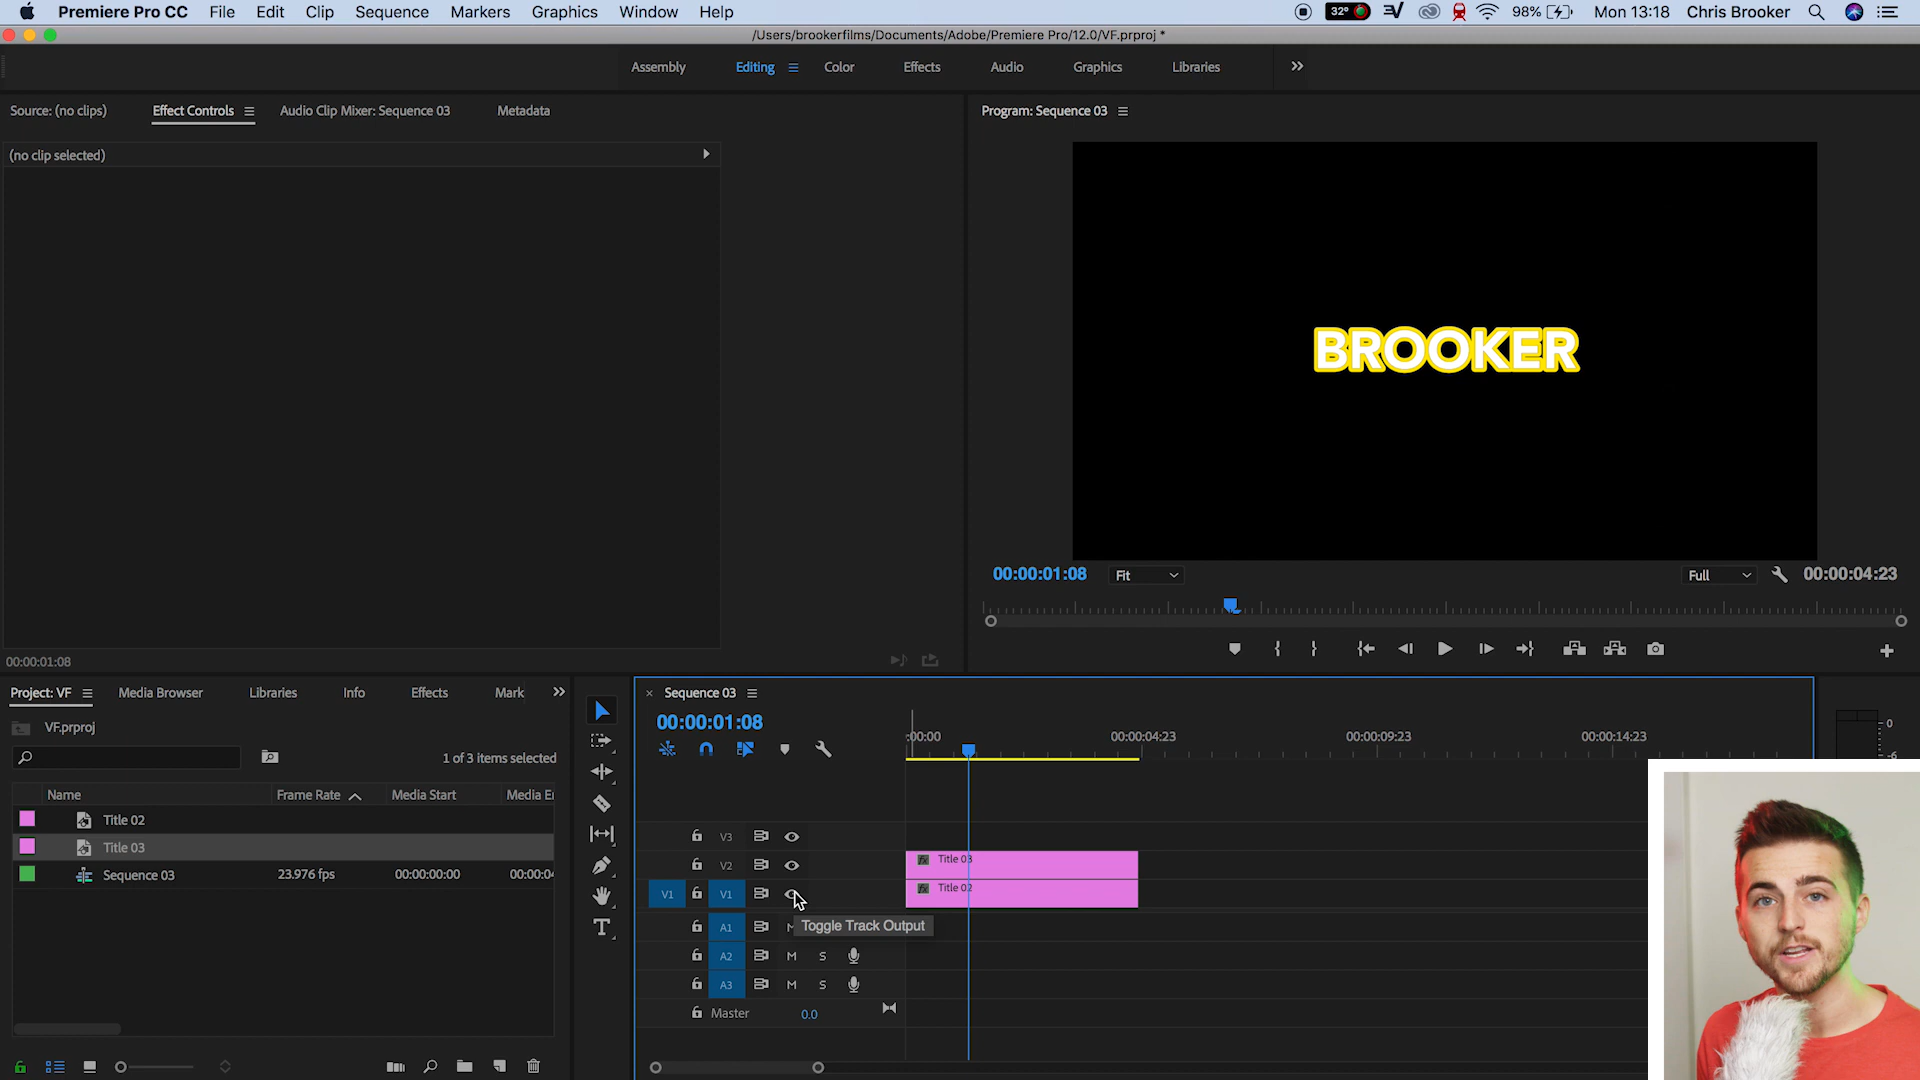 Premiere Pro CC File Edit Clip Sequence Markers Graphics Window Help 32° 98% Mon 13:18 Chris Brooker
/Users/brookerfilms/Documents/Adobe/Premiere Pro/12.0/VF.prproj *
Assembly Editing Color Effects Audio Graphics Libraries
Source: (no clips) Effect Controls Audio Clip Mixer: Sequence 03 Metadata
Program: Sequence 03
(no clip selected)
BROOKER
00:00:01:08 Fit Full 00:00:04:23
00:00:01:08
Project: VF Media Browser Libraries Info Effects Mark
Sequence 03
VF.prproj
00:00:01:08
1 of 3 items selected
:00:00 00:00:04:23 00:00:09:23 00:00:14:23
0
-6
Name Frame Rate Media Start Media En
Title 02
Title 03
Sequence 03 23.976 fps 00:00:00:00 00:00:04
V3
V2 Title 03
V1 V1 Title 02
Toggle Track Output
A1 M
A2 M S
A3 M S
Master 0.0